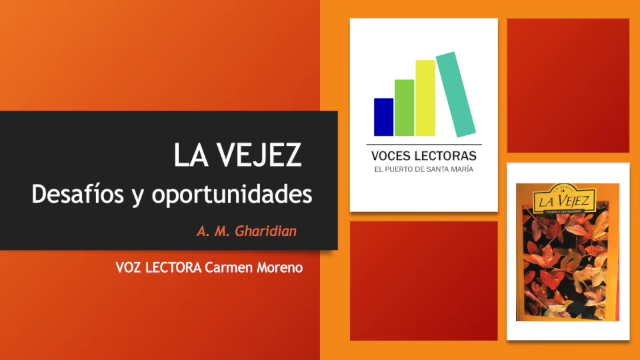 LA VEJEZ
Desafíos y oportunidades
A. M. Gharidian
VOZ LECTORA Carmen Moreno
VOCES LECTORAS
EL PUERTO DE SANTA MARÍA
LA VEJEZ